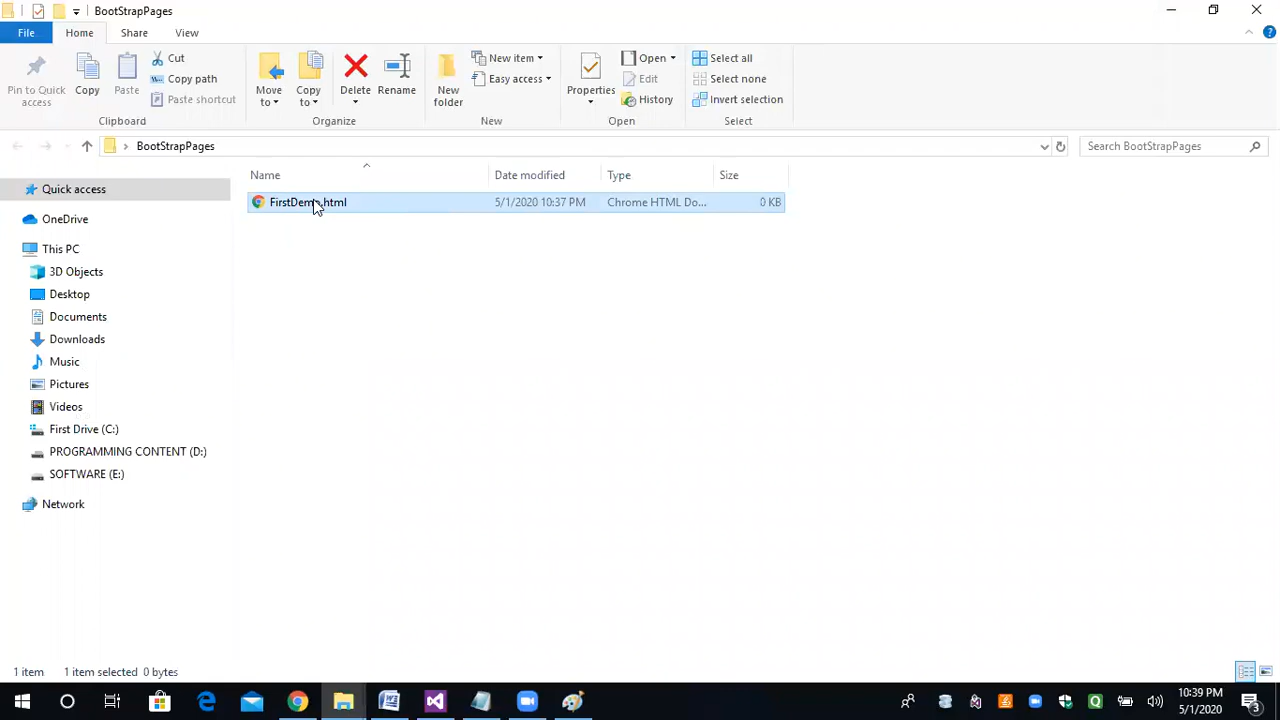 BootStrapPages
File Home Share View
Pin to Quick access
Copy
Paste
Cut
Copy path
Paste shortcut
Clipboard
Move to
Copy to
Delete
Rename
Organize
New folder
New item
Easy access
New
Properties
Open
Edit
History
Open
Select all
Select none
Invert selection
Select
BootStrapPages
Search BootStrapPages
Name Date modified Type Size
FirstDemo.html 5/1/2020 10:37 PM Chrome HTML Do... 0 KB
Quick access
OneDrive
This PC
3D Objects
Desktop
Documents
Downloads
Music
Pictures
Videos
First Drive (C:)
PROGRAMMING CONTENT (D:)
SOFTWARE (E:)
Network
1 item 1 item selected 0 bytes
10:39 PM
5/1/2020
3